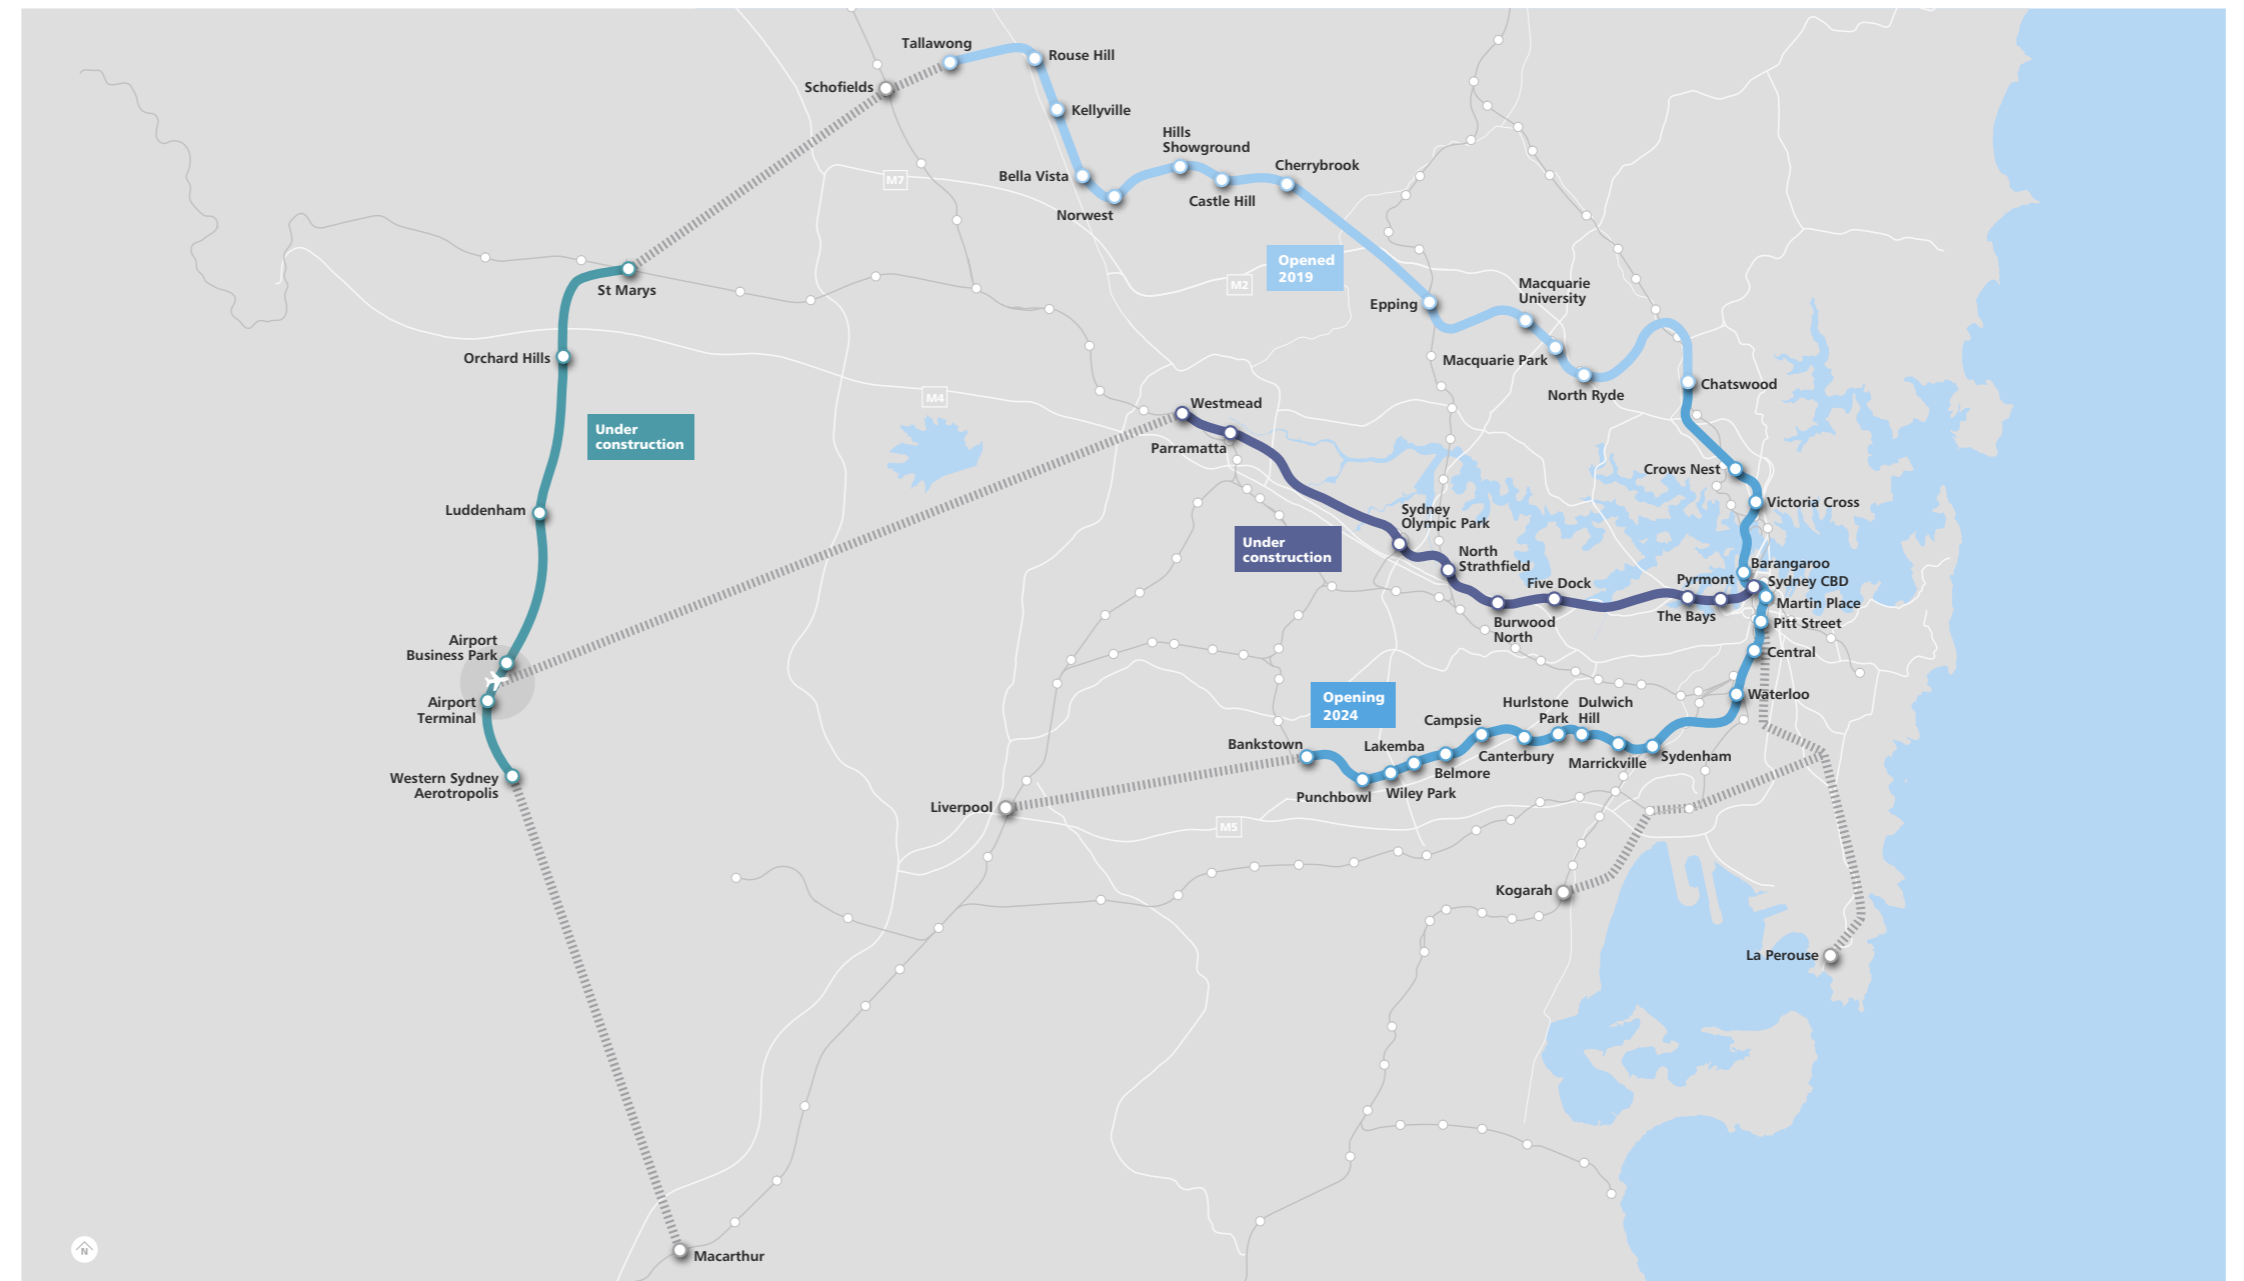 Tallawong
Rouse Hill
Schofields
Kellyville
Hills
Showground
Cherrybrook
Bella Vista
M7
Castle Hill
Norwest
Opened
2019
M2
St Marys
Macquarie
University
Epping
Orchard Hills
Macquarie Park
North Ryde
Chatswood
M4
Westmead
Under
construction
Parramatta
Crows Nest
Luddenham
Victoria Cross
Sydney
Olympic Park
Under
construction
North
Strathfield
Five Dock
Pyrmont
Barangaroo
Sydney CBD
Martin Place
The Bays
Pitt Street
Burwood
North
Central
Airport
Business Park
Airport
Terminal
Waterloo
Opening
2024
Hurlstone
Park
Dulwich
Hill
Campsie
Bankstown
Lakemba
Canterbury
Marrickville
Sydenham
Belmore
Western Sydney
Aerotropolis
Punchbowl
Wiley Park
Liverpool
M5
Kogarah
La Perouse
N
Macarthur